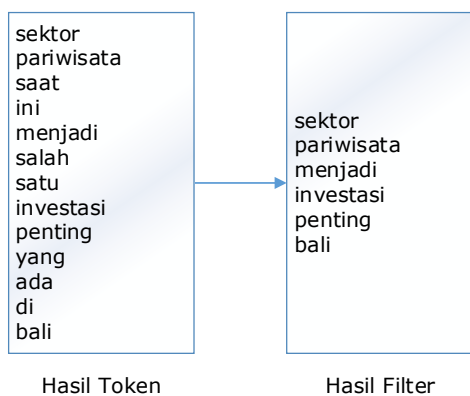 sektor
pariwisata
saat
ini
menjadi
salah
satu
investasi
penting
yang
ada
di
bali
Hasil Token
sektor
pariwisata
menjadi
investasi
penting
bali
Hasil Filter